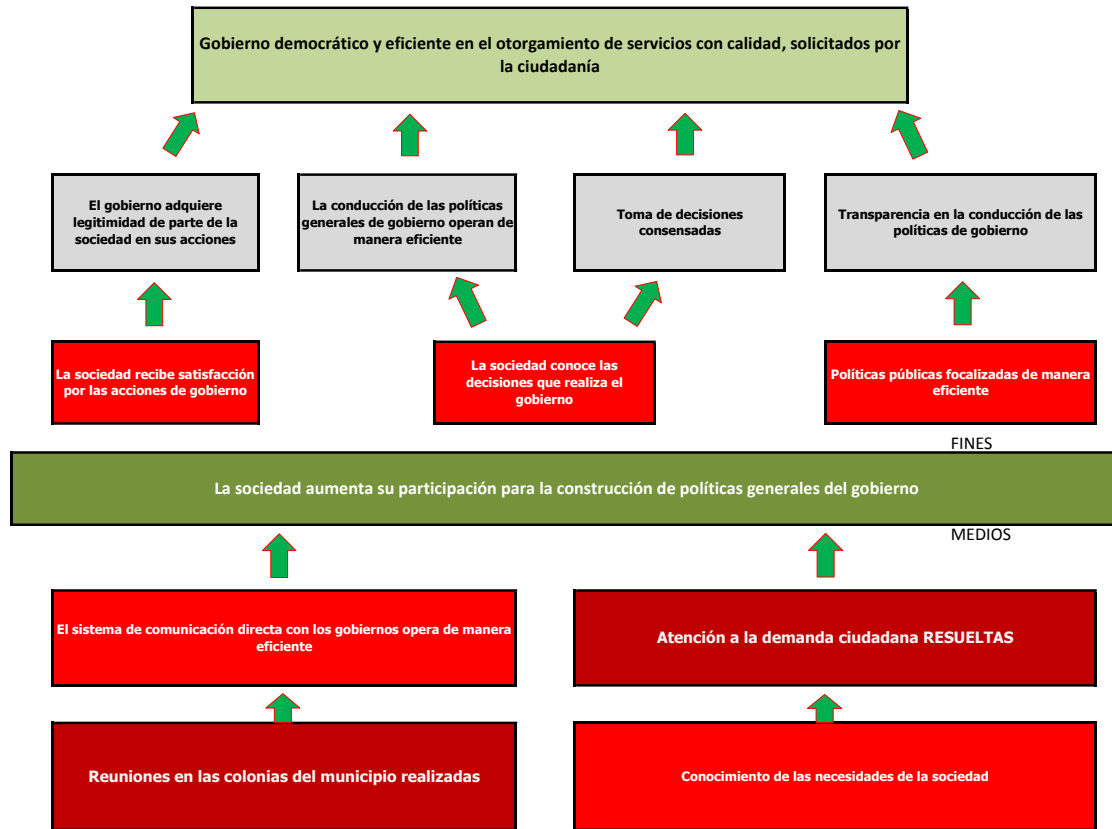 Gobierno democrático y eficiente en el otorgamiento de servicios con calidad, solicitados por
la ciudadanía
El gobierno adquiere
legitimidad de parte de la
sociedad en sus acciones
La conducción de las políticas
generales de gobierno operan de
manera eficiente
Toma de decisiones
consensadas
Transparencia en la conducción de las
políticas de gobierno
La sociedad recibe satisfacción
por las acciones de gobierno
La sociedad conoce las
decisiones que realiza el
gobierno
Políticas públicas focalizadas de manera
eficiente
FINES
La sociedad aumenta su participación para la construcción de políticas generales del gobierno
MEDIOS
El sistema de comunicación directa con los gobiernos opera de manera
eficiente
Atención a la demanda ciudadana RESUELTAS
Reuniones en las colonias del municipio realizadas
Conocimiento de las necesidades de la sociedad